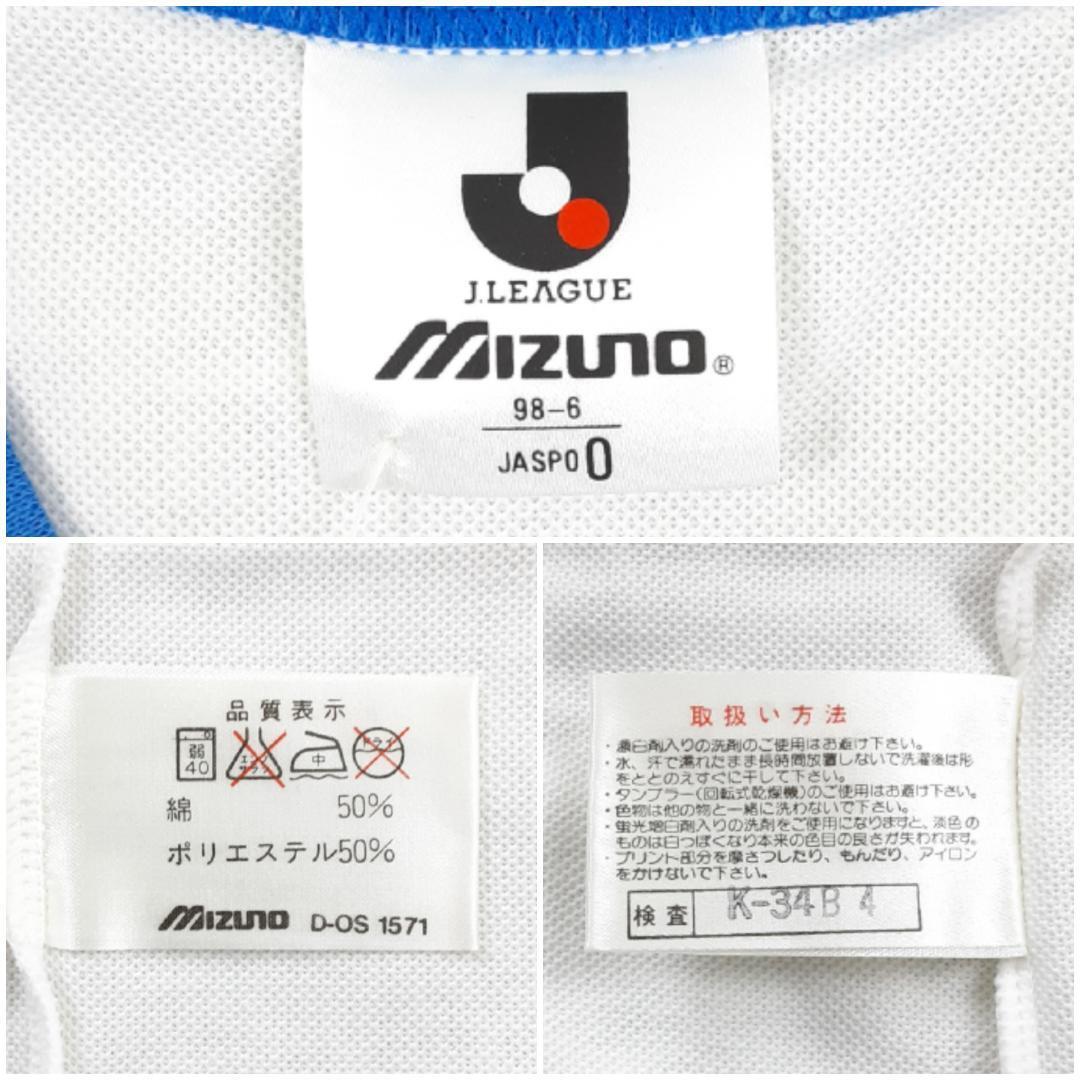 J.LEAGUE
MIZUNO®
98-6
JASPO O
品質表示
弱
40
エンソ
サラシ
中
ドライ
綿 50%
ポリエステル50%
MIZUNO D-OS 1571
取扱い方法
・漂白剤入りの洗剤のご使用はお避け下さい。
・水、汗で濡れたまま長時間放置しないで洗濯後は形
をととのえすぐに干して下さい。
・タンブラー(回転式乾燥機)のご使用はお避け下さい。
・色物は他の物と一緒に洗わないで下さい。
・蛍光増白剤入りの洗剤をご使用になりますと、淡色の
ものは白っぽくなり本来の色目の良さが失われます。
・プリント部分を摩さつしたり、もんだり、アイロン
をかけないで下さい。
検査 K-34B 4